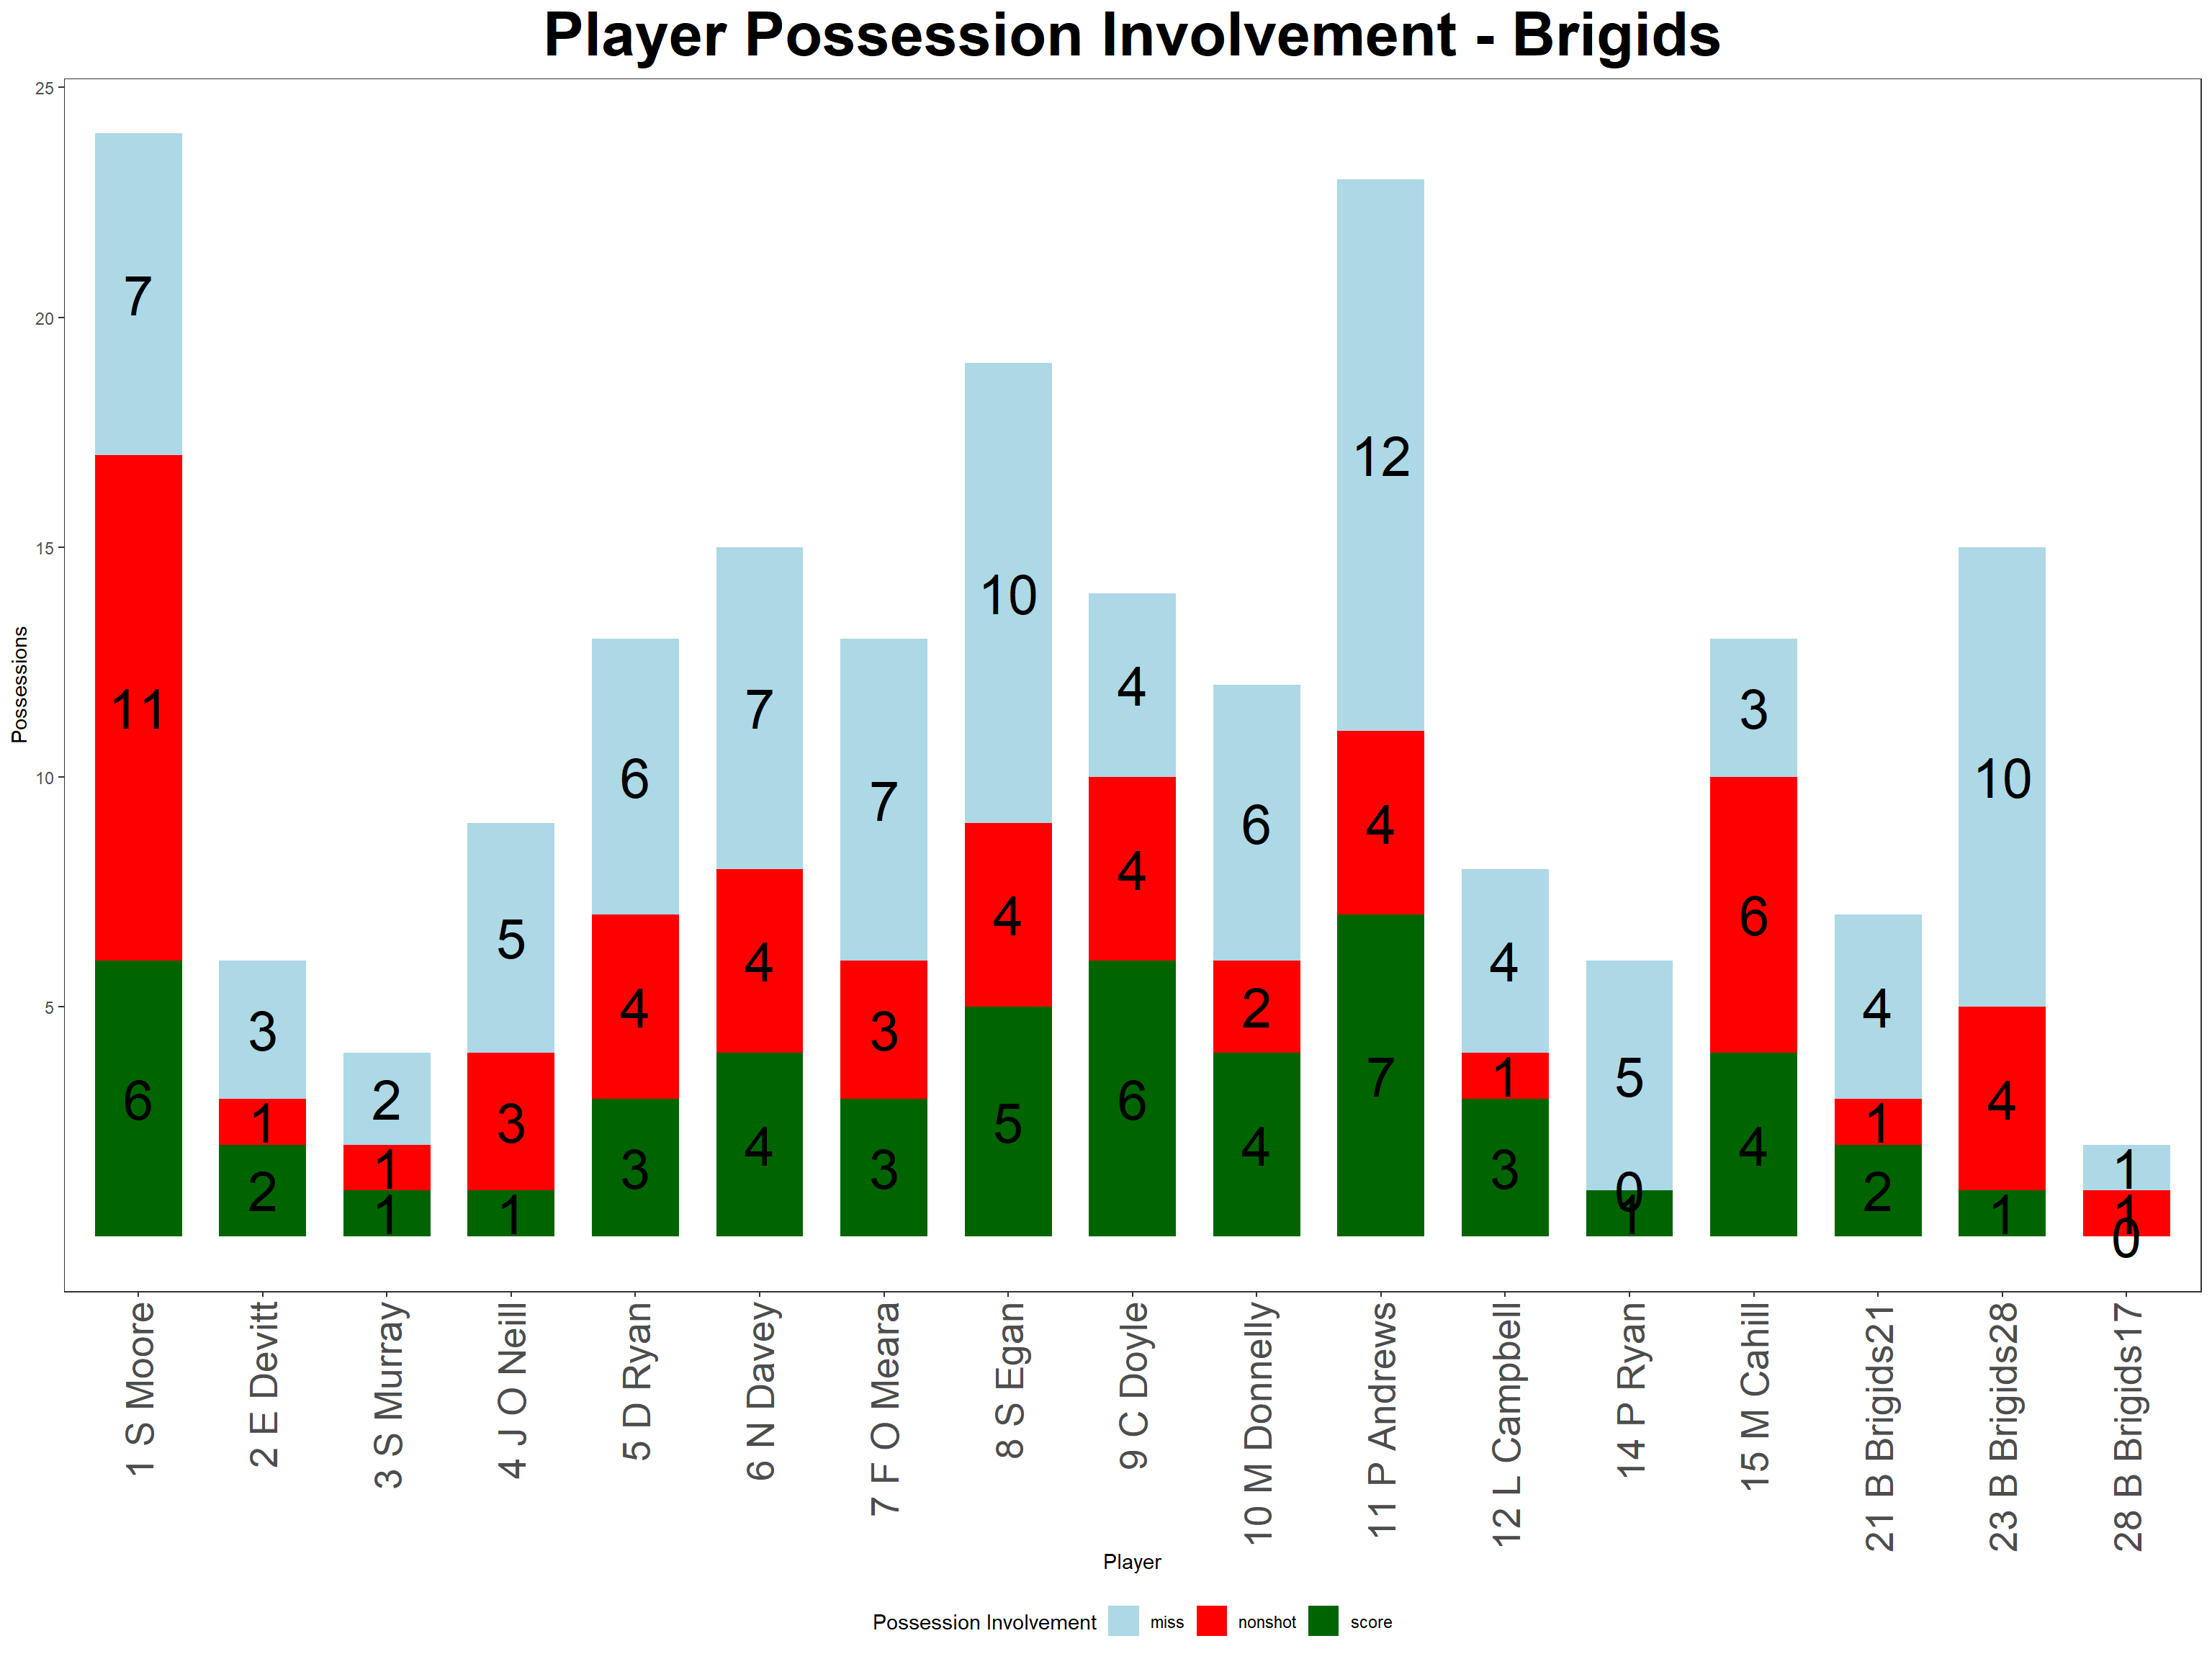 Player Possession Involvement - Brigids
Possessions
25
20
15
10
5
7
11
6
3
1
2
2
1
1
5
3
1
6
4
3
7
4
4
7
3
3
10
4
5
4
4
6
6
2
4
12
4
7
4
1
3
5
0
1
3
6
4
4
1
2
10
4
1
1
1
0
1 S Moore
2 E Devitt
3 S Murray
4 J O Neill
5 D Ryan
6 N Davey
7 F O Meara
8 S Egan
9 C Doyle
10 M Donnelly
11 P Andrews
12 L Campbell
14 P Ryan
15 M Cahill
21 B Brigids21
23 B Brigids28
28 B Brigids17
Player
Possession Involvement miss nonshot score